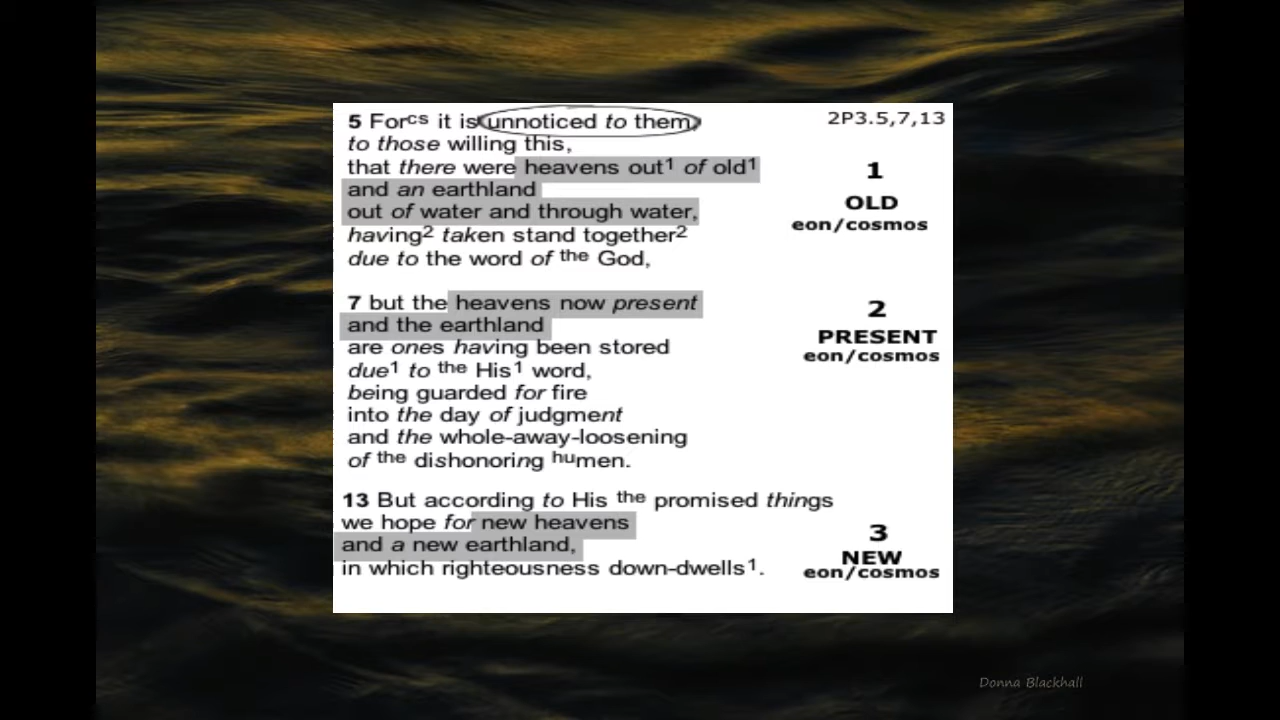 5 Forcs it is unnoticed to them,
2P3.5,7,13
to those willing this,
that there were heavens out¹ of old¹
1
and an earthland
OLD
out of water and through water,
eon/cosmos
having² taken stand together²
due to the word of the God,
7 but the heavens now present
2
and the earthland
PRESENT
are ones having been stored
eon/cosmos
due¹ to the His¹ word,
being guarded for fire
into the day of judgment
and the whole-away-loosening
of the dishonoring humen.
13 But according to His the promised things
we hope for new heavens
3
and a new earthland,
NEW
in which righteousness down-dwells¹.
eon/cosmos
Donna Blackhall